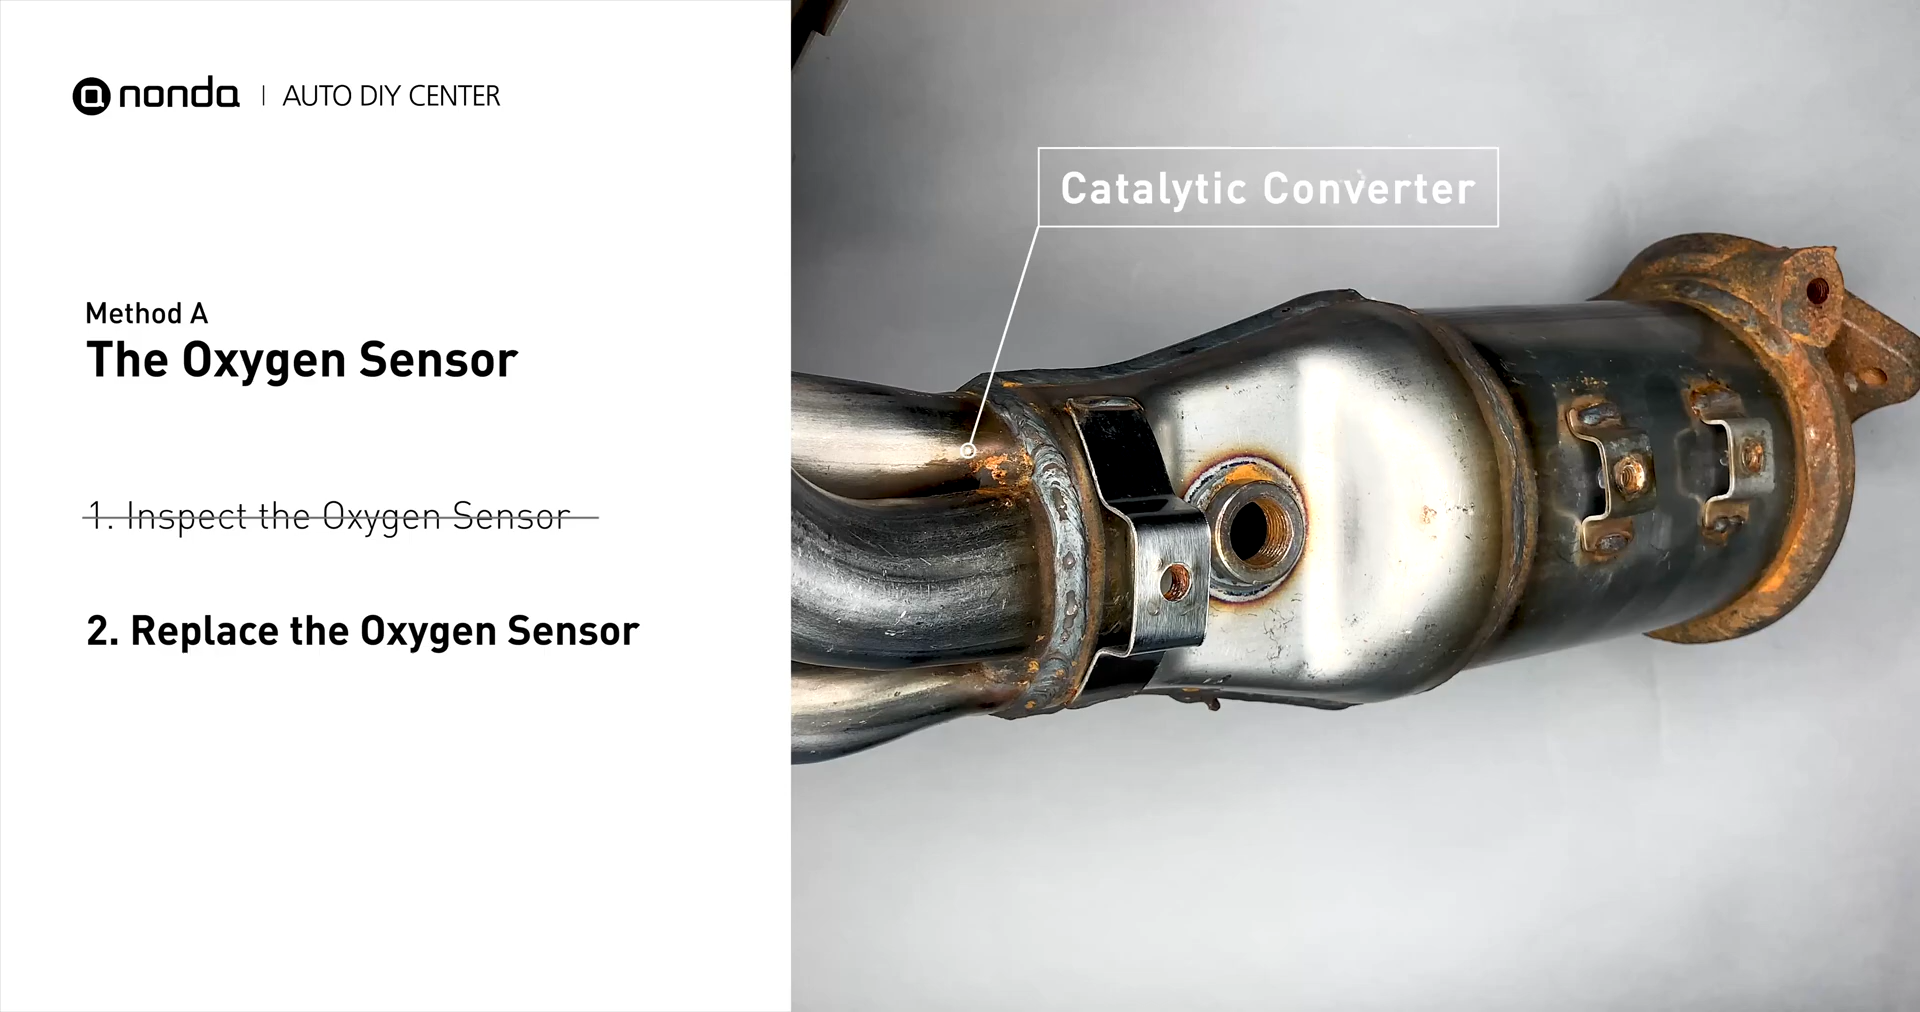 nonda | AUTO DIY CENTER
Method A
The Oxygen Sensor
1. Inspect the Oxygen Sensor
2. Replace the Oxygen Sensor
Catalytic Converter